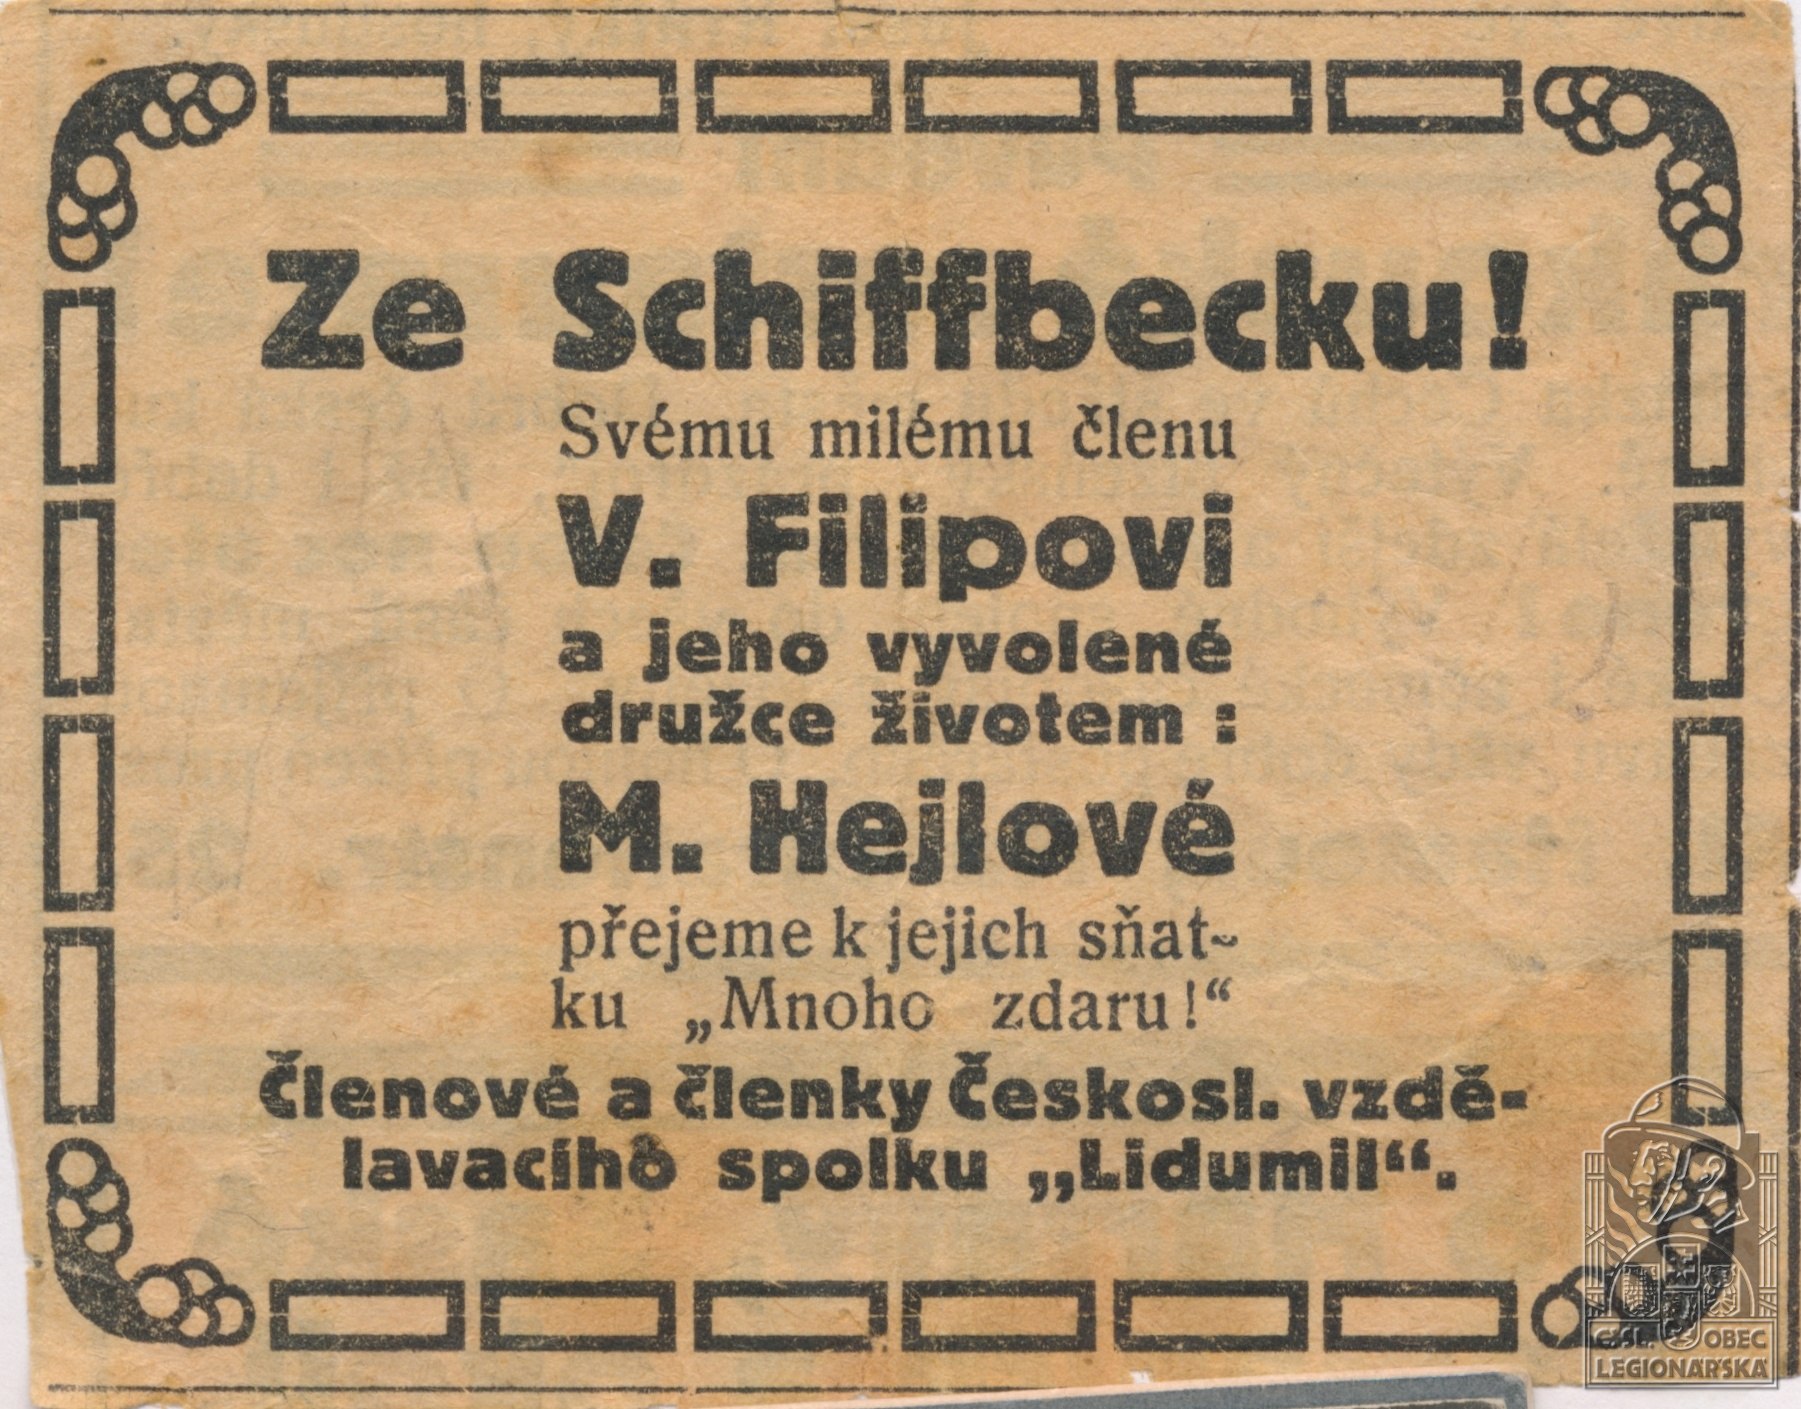 Ze Schiffbecku!
Svému milému členu
V. Filipovi
a jeho vyvolené
družce životem :
M. Hejlové
přejeme k jejich sňat-
ku „Mnoho zdaru!“
Členové a členky Českosl. vzdě-
lavacího spolku „Lidumil“.
Č.SL. OBEC
LEGIONÁŘSKÁ